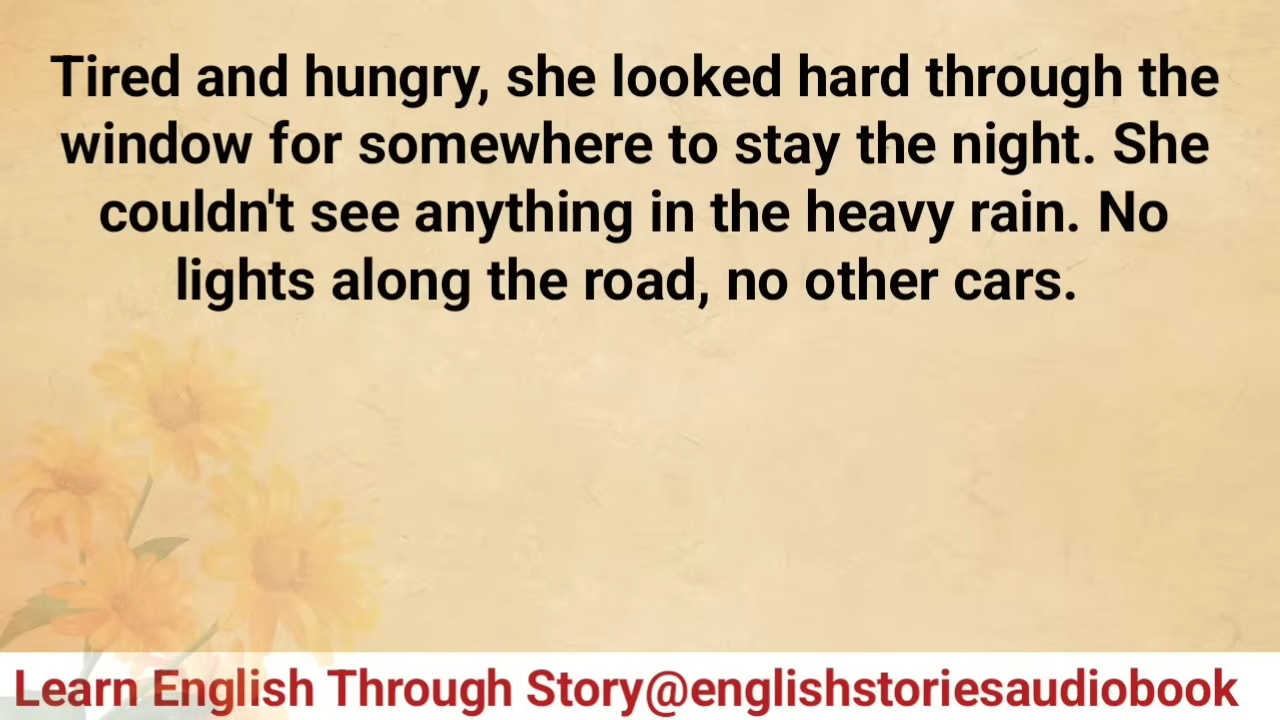 Tired and hungry, she looked hard through the
window for somewhere to stay the night. She
couldn't see anything in the heavy rain. No
lights along the road, no other cars.
Learn English Through Story@englishstoriesaudiobook